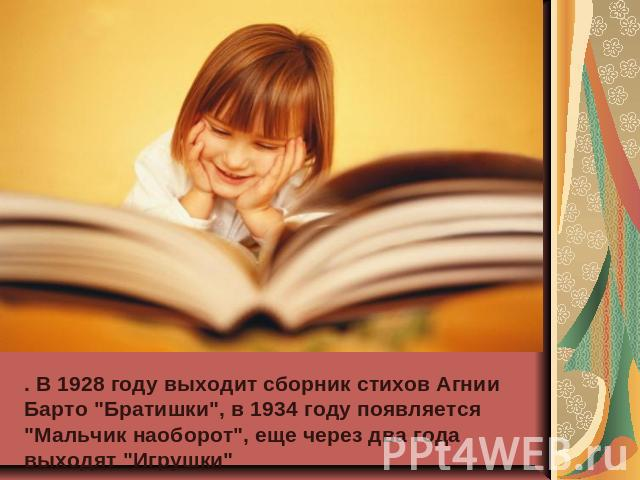 . В 1928 году выходит сборник стихов Агнии
Барто "Братишки", в 1934 году появляется
"Мальчик наоборот", еще через два года
выходят "Игрушки"
PPt4WEB.ru